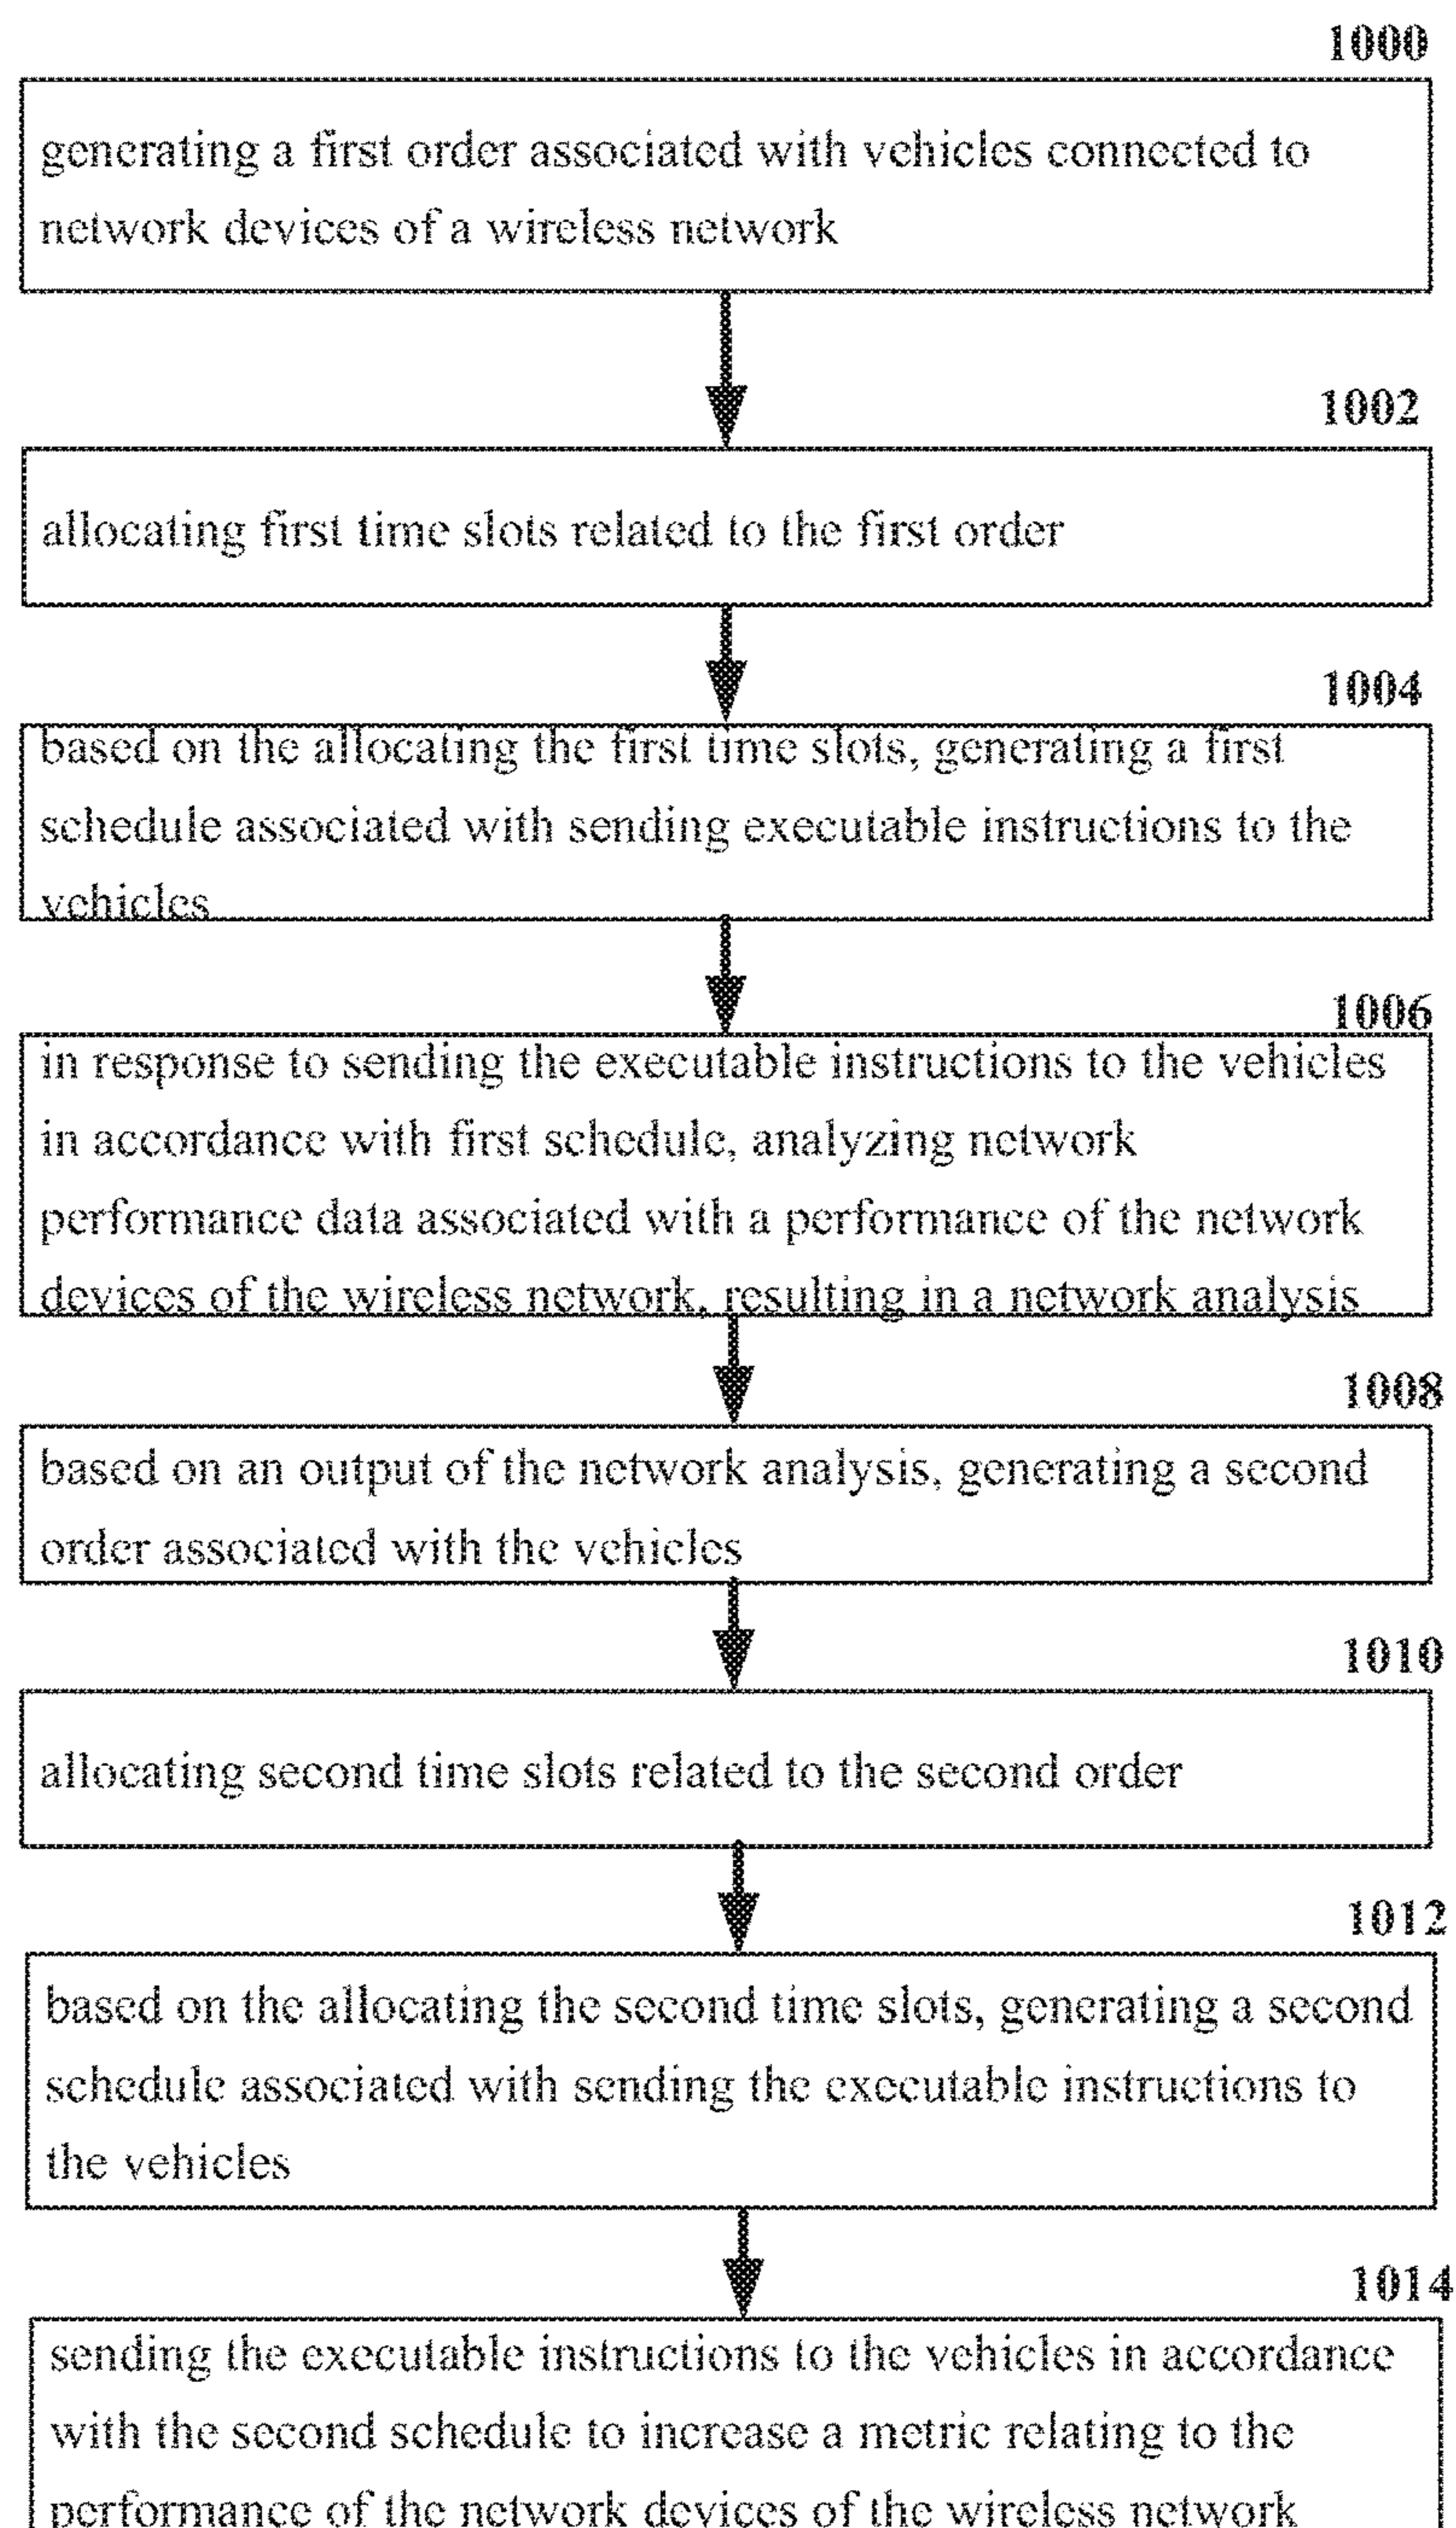 1000
generating a first order associated with vehicles connected to
network devices of a wireless network
1002
allocating first time slots related to the first order
1004
based on the allocating the first time slots, generating a first
schedule associated with sending executable instructions to the
vehicles
1006
in response to sending the executable instructions to the vehicles
in accordance with first schedule, analyzing network
performance data associated with a performance of the network
devices of the wireless network, resulting in a network analysis
1008
based on an output of the network analysis, generating a second
order associated with the vehicles
1010
allocating second time slots related to the second order
1012
based on the allocating the second time slots, generating a second
schedule associated with sending the executable instructions to
the vehicles
1014
sending the executable instructions to the vehicles in accordance
with the second schedule to increase a metric relating to the
performance of the network devices of the wireless network